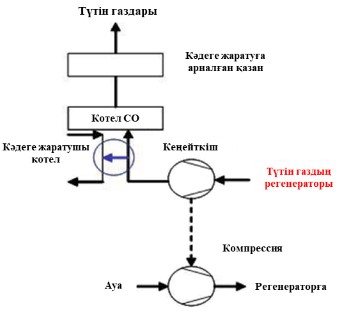 Түтін газдары
Кәдеге жаратуға
арналған қазан
Котел СО
Кәдеге жаратушы
котел
Кеңейткіш
Түтін газдың
регенераторы
Компрессия
Ауа
Регенераторға